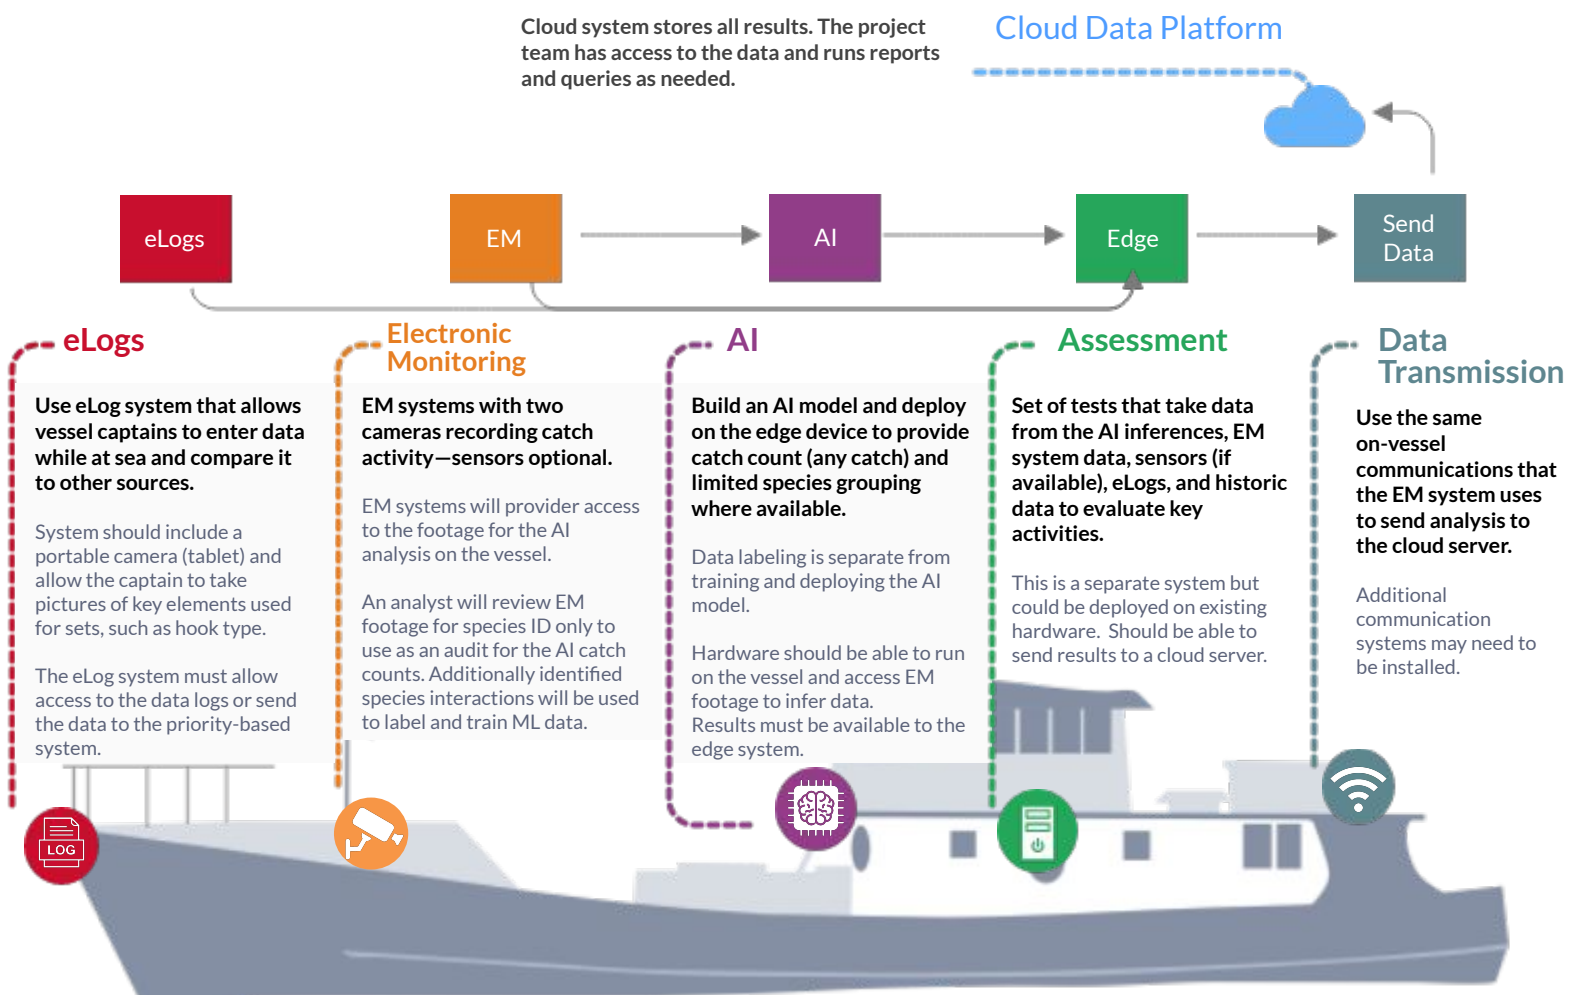 Cloud system stores all results. The project
team has access to the data and runs reports
and queries as needed.
Cloud Data Platform
eLogs
EM
AI
Edge
Send
Data
eLogs
Use eLog system that allows
vessel captains to enter data
while at sea and compare it
to other sources.
System should include a
portable camera (tablet) and
allow the captain to take
pictures of key elements used
for sets, such as hook type.
The eLog system must allow
access to the data logs or send
the data to the priority-based
system.
Electronic
Monitoring
EM systems with two
cameras recording catch
activity—sensors optional.
EM systems will provider access
to the footage for the AI
analysis on the vessel.
An analyst will review EM
footage for species ID only to
use as an audit for the AI catch
counts. Additionally identified
species interactions will be used
to label and train ML data.
AI
Build an AI model and deploy
on the edge device to provide
catch count (any catch) and
limited species grouping
where available.
Data labeling is separate from
training and deploying the AI
model.
Hardware should be able to run
on the vessel and access EM
footage to infer data.
Results must be available to the
edge system.
Assessment
Set of tests that take data
from the AI inferences, EM
system data, sensors (if
available), eLogs, and historic
data to evaluate key
activities.
This is a separate system but
could be deployed on existing
hardware. Should be able to
send results to a cloud server.
Data
Transmission
Use the same
on-vessel
communications that
the EM system uses
to send analysis to
the cloud server.
Additional
communication
systems may need to
be installed.
LOG